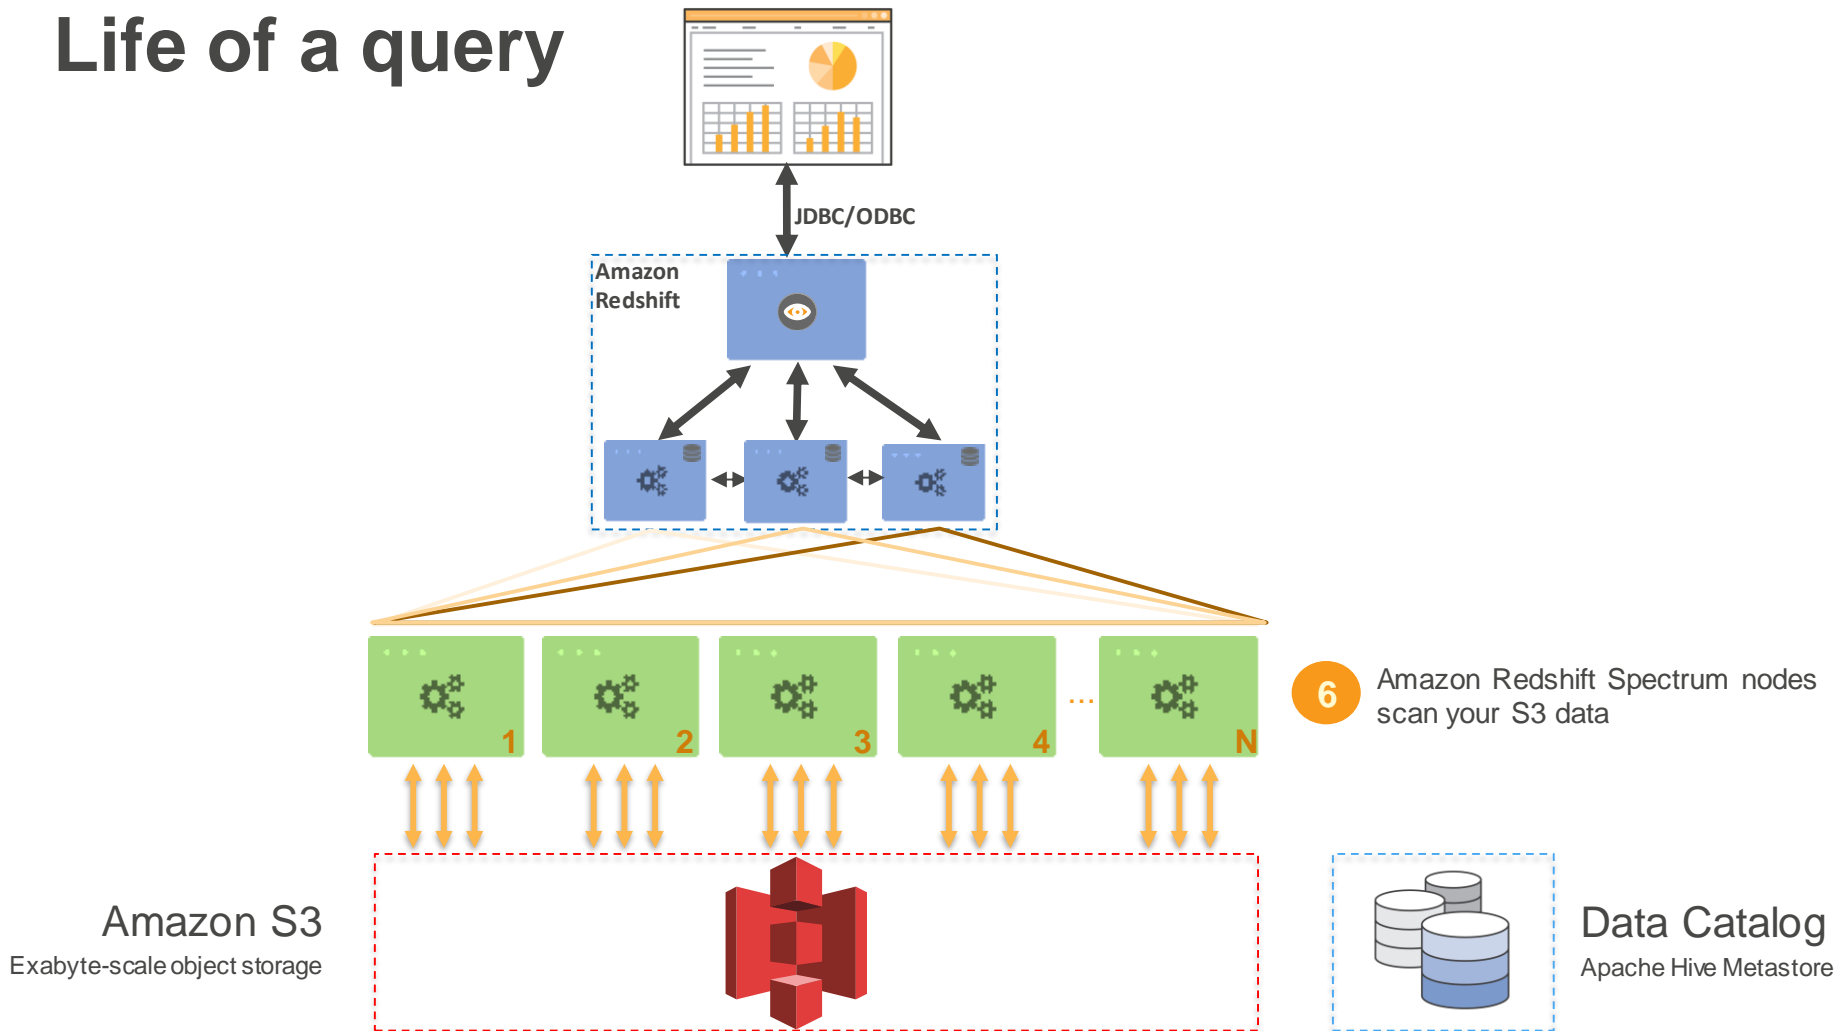 Life of a query
JDBC/ODBC
Amazon
Redshift
1
2
3
4
...
N
6
Amazon Redshift Spectrum nodes
scan your S3 data
Amazon S3
Exabyte-scale object storage
Data Catalog
Apache Hive Metastore